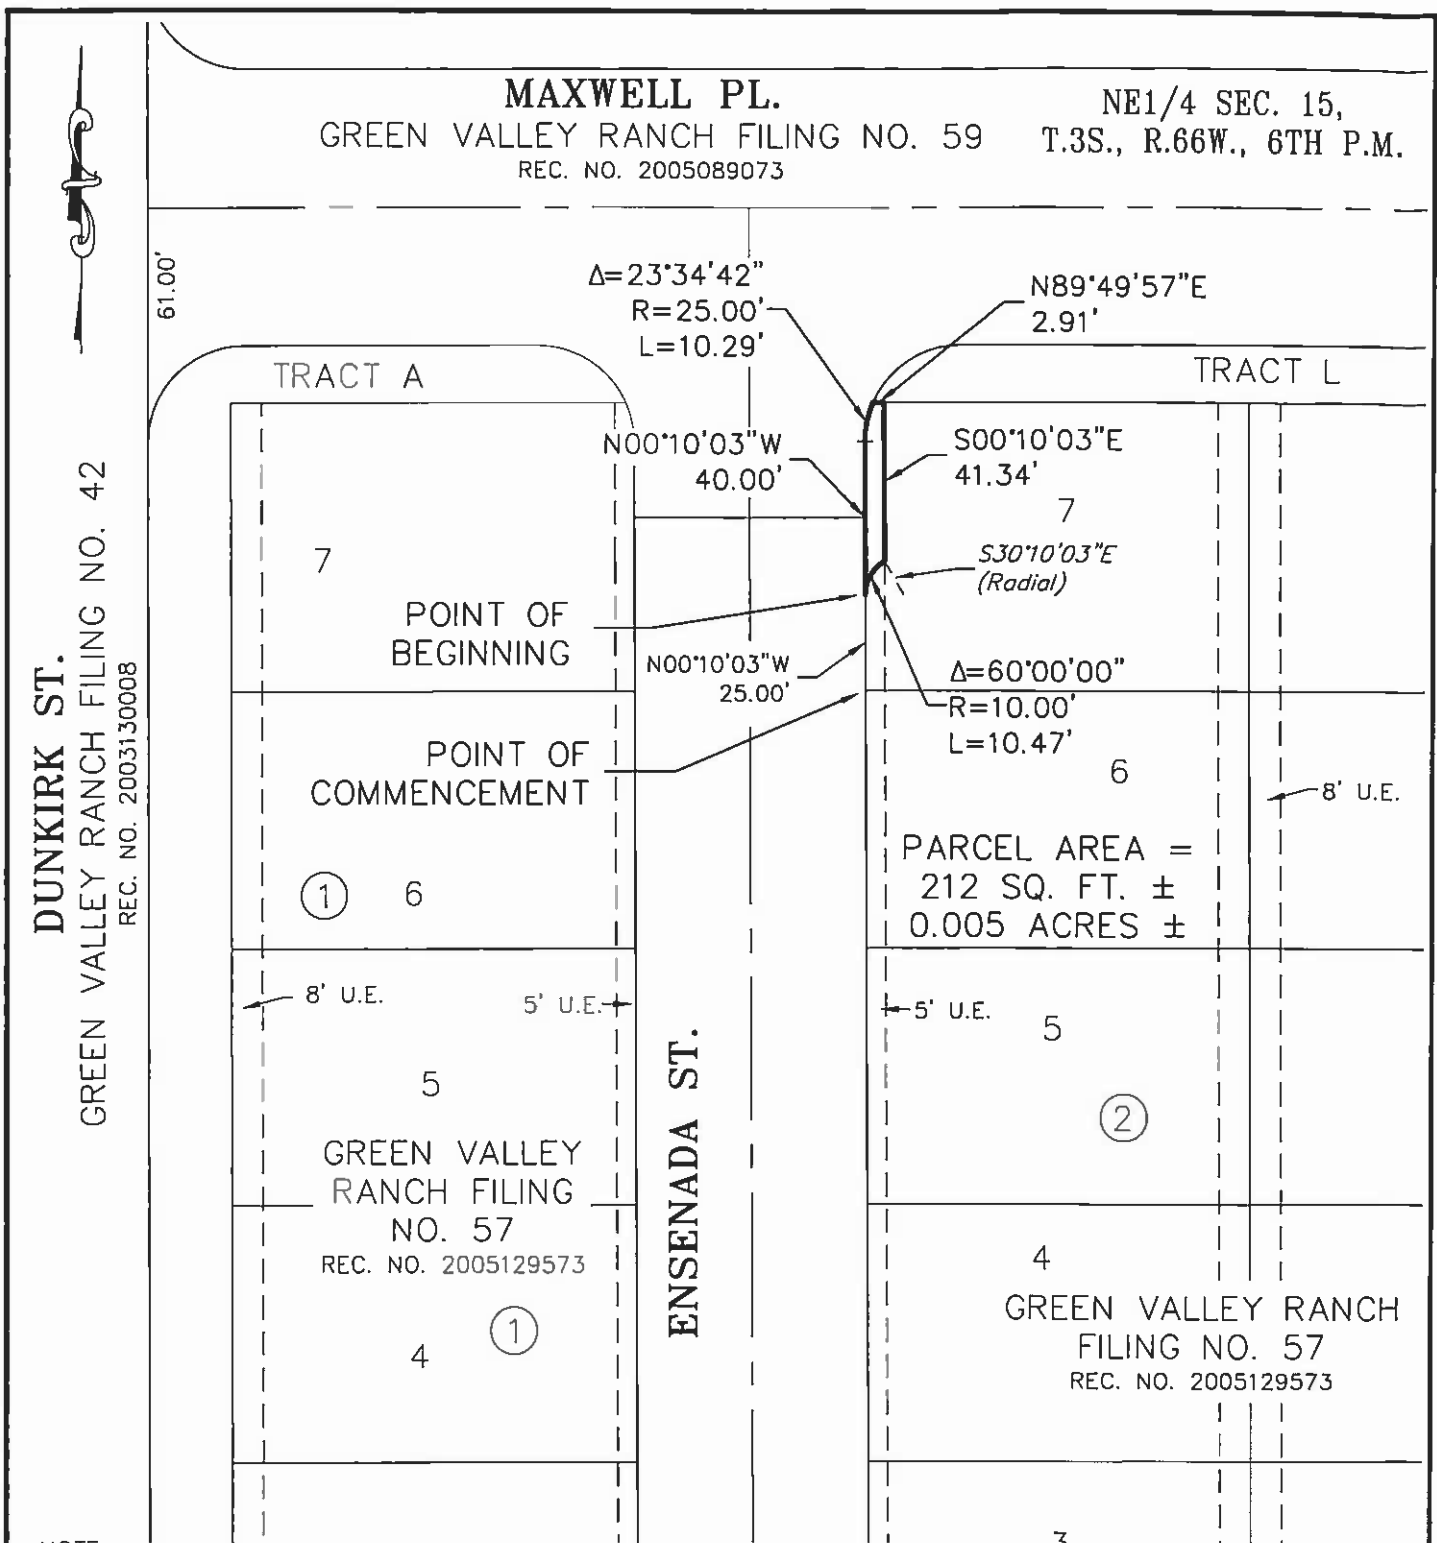 MAXWELL PL.
GREEN VALLEY RANCH FILING NO. 59
REC. NO. 2005089073
NE1/4 SEC. 15,
T.3S., R.66W., 6TH P.M.
61.00'
Δ=23°34'42"
R=25.00'
L=10.29'
N89°49'57"E
2.91'
TRACT A
TRACT L
N00°10'03"W
40.00'
S00°10'03"E
41.34'
7
7
S30°10'03"E
(Radial)
POINT OF
BEGINNING
N00°10'03"W
25.00'
Δ=60°00'00"
R=10.00'
L=10.47'
POINT OF
COMMENCEMENT
6
8' U.E.
PARCEL AREA =
212 SQ. FT. ±
0.005 ACRES ±
1
6
DUNKIRK ST.
GREEN VALLEY RANCH FILING NO. 42
REC. NO. 2003130008
8' U.E.
5' U.E.
5' U.E.
5
5
2
ENSENADA ST.
GREEN VALLEY
RANCH FILING
NO. 57
REC. NO. 2005129573
1
4
4
GREEN VALLEY RANCH
FILING NO. 57
REC. NO. 2005129573